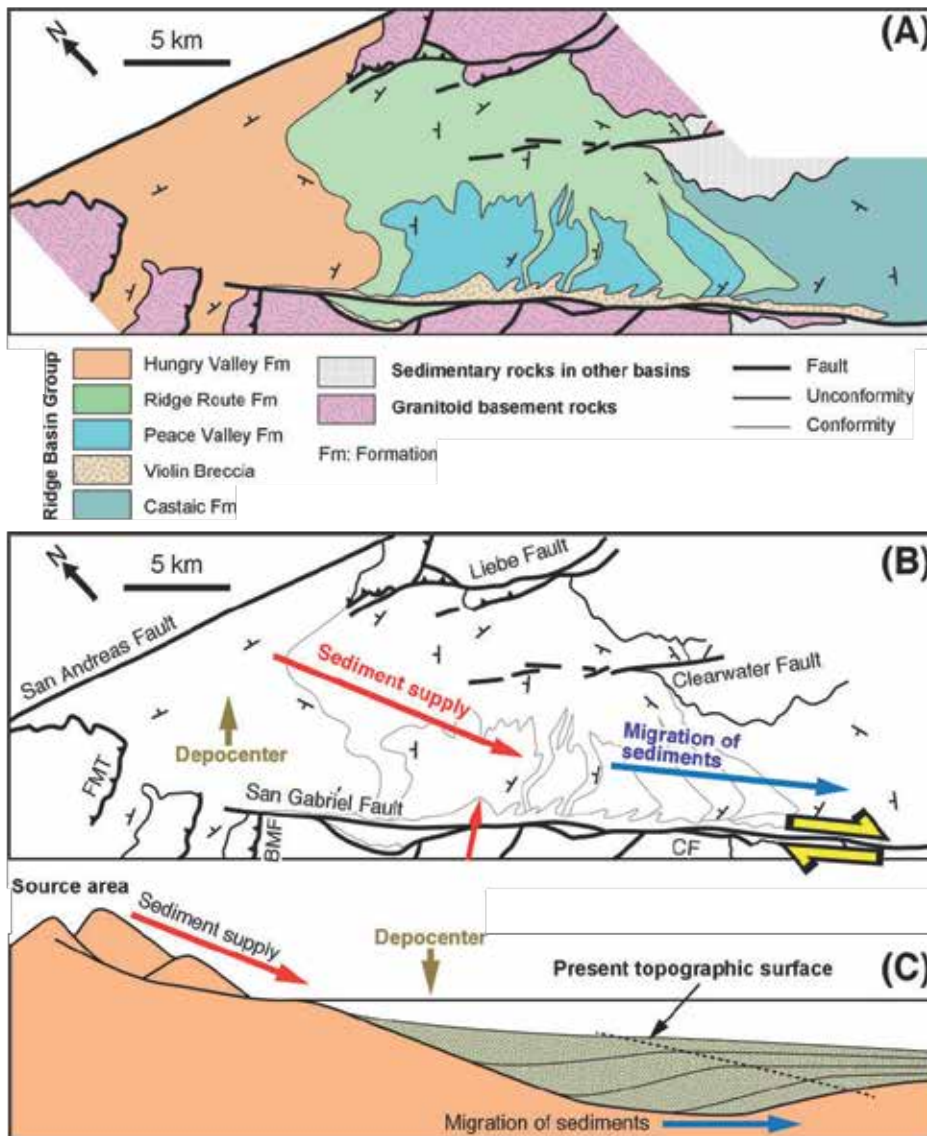 (A)
N
5 km
Ridge Basin Group
Hungry Valley Fm
Ridge Route Fm
Peace Valley Fm
Violin Breccia
Castaic Fm
Sedimentary rocks in other basins
Granitoid basement rocks
Fm: Formation
Fault
Unconformity
Conformity
(B)
N
5 km
San Andreas Fault
Liebe Fault
Clearwater Fault
Sediment supply
Migration of
sediments
Depocenter
FMT
San Gabriel Fault
BMF
CF
Source area
Sediment supply
Depocenter
(C)
Present topographic surface
Migration of sediments